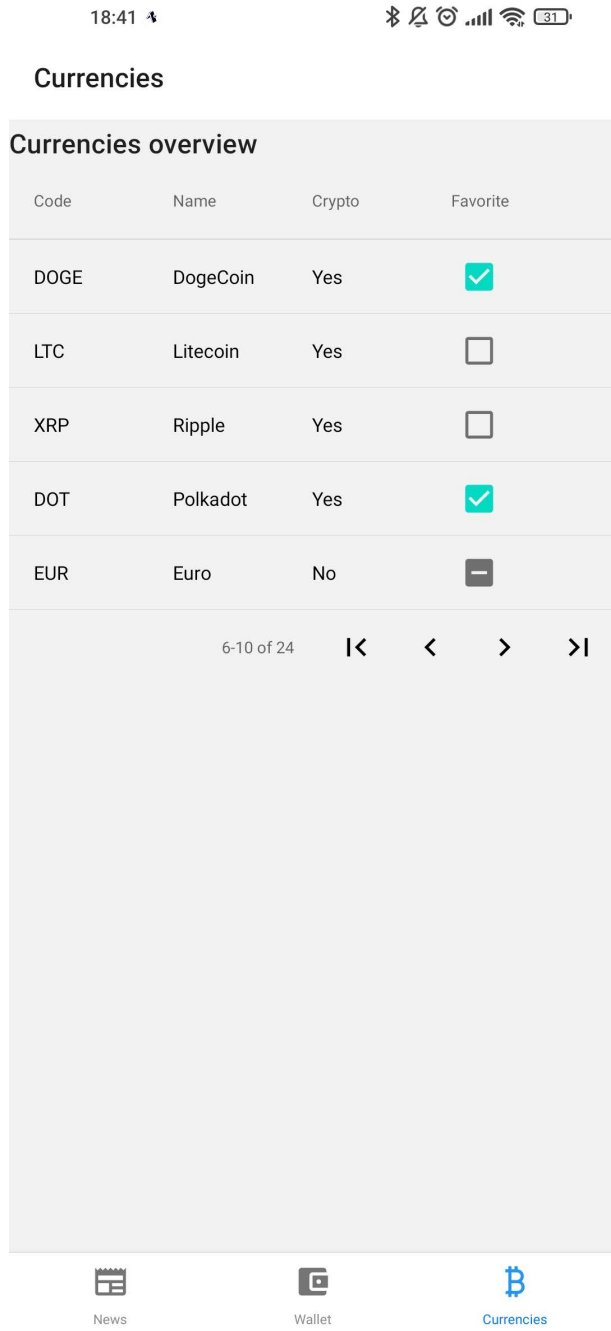 18:41 31
Currencies
Currencies overview
Code Name Crypto Favorite
DOGE DogeCoin Yes
LTC Litecoin Yes
XRP Ripple Yes
DOT Polkadot Yes
EUR Euro No
6-10 of 24
News Wallet Currencies